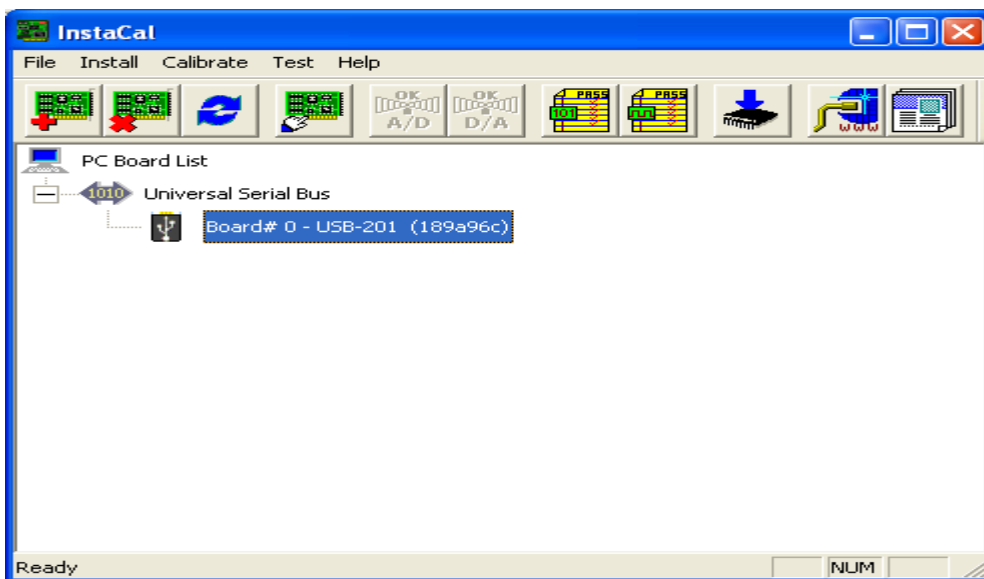 InstaCal
File Install Calibrate Test Help
OK A/D OK D/A PASS 101 PASS www
PC Board List
1010 Universal Serial Bus
Board# 0 - USB-201 (189a96c)
Ready NUM